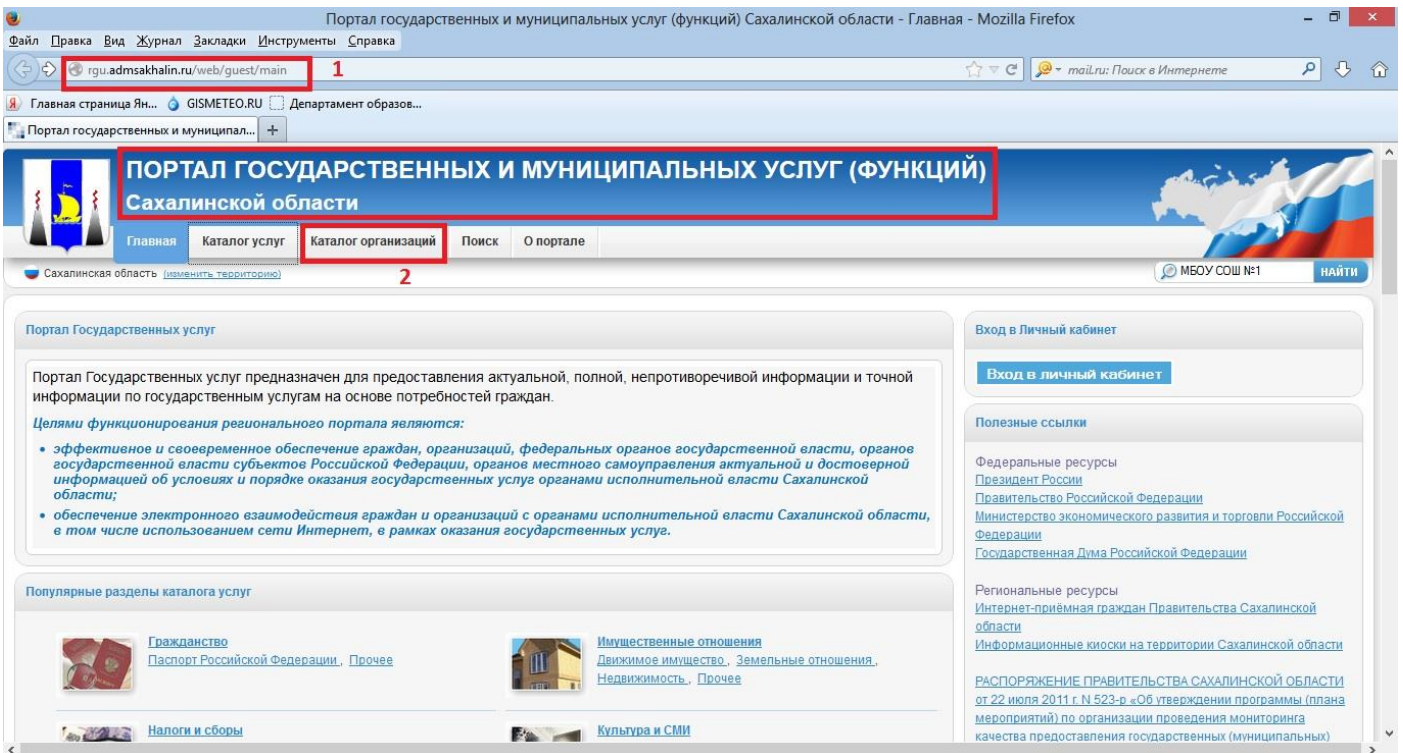 Портал государственных и муниципальных услуг (функций) Сахалинской области - Главная - Mozilla Firefox
Файл Правка Вид Журнал Закладки Инструменты Справка
rgu.admsakhalin.ru/web/guest/main
1
mail.ru: Поиск в Интернете
Главная страница Ян... GISMETEO.RU Департамент образов...
Портал государственных и муниципал... +
ПОРТАЛ ГОСУДАРСТВЕННЫХ И МУНИЦИПАЛЬНЫХ УСЛУГ (ФУНКЦИЙ)
Сахалинской области
Главная Каталог услуг Каталог организаций Поиск О портале
2
Сахалинская область (изменить территорию)
МБОУ СОШ №1 НАЙТИ
Портал Государственных услуг
Портал Государственных услуг предназначен для предоставления актуальной, полной, непротиворечивой информации и точной
информации по государственным услугам на основе потребностей граждан.
Целями функционирования регионального портала являются:
• эффективное и своевременное обеспечение граждан, организаций, федеральных органов государственной власти, органов
государственной власти субъектов Российской Федерации, органов местного самоуправления актуальной и достоверной
информацией об условиях и порядке оказания государственных услуг органами исполнительной власти Сахалинской
области;
• обеспечение электронного взаимодействия граждан и организаций с органами исполнительной власти Сахалинской области,
в том числе использованием сети Интернет, в рамках оказания государственных услуг.
Популярные разделы каталога услуг
Гражданство
Паспорт Российской Федерации , Прочее
Имущественные отношения
Движимое имущество , Земельные отношения ,
Недвижимость , Прочее
Налоги и сборы
Культура и СМИ
Вход в Личный кабинет
Вход в личный кабинет
Полезные ссылки
Федеральные ресурсы
Президент России
Правительство Российской Федерации
Министерство экономического развития и торговли Российской
Федерации
Государственная Дума Российской Федерации
Региональные ресурсы
Интернет-приёмная граждан Правительства Сахалинской
области
Информационные киоски на территории Сахалинской области
РАСПОРЯЖЕНИЕ ПРАВИТЕЛЬСТВА САХАЛИНСКОЙ ОБЛАСТИ
от 22 июля 2011 г. N 523-р «Об утверждении программы (плана
мероприятий) по организации проведения мониторинга
качества предоставления государственных (муниципальных)